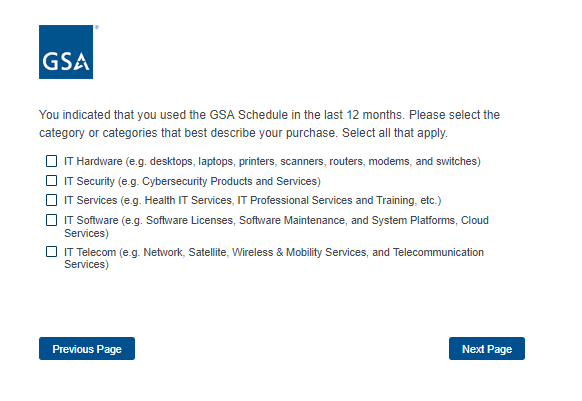 GSA®
You indicated that you used the GSA Schedule in the last 12 months. Please select the
category or categories that best describe your purchase. Select all that apply.
IT Hardware (e.g. desktops, laptops, printers, scanners, routers, modems, and switches)
IT Security (e.g. Cybersecurity Products and Services)
IT Services (e.g. Health IT Services, IT Professional Services and Training, etc.)
IT Software (e.g. Software Licenses, Software Maintenance, and System Platforms, Cloud
Services)
IT Telecom (e.g. Network, Satellite, Wireless & Mobility Services, and Telecommunication
Services)
Previous Page
Next Page